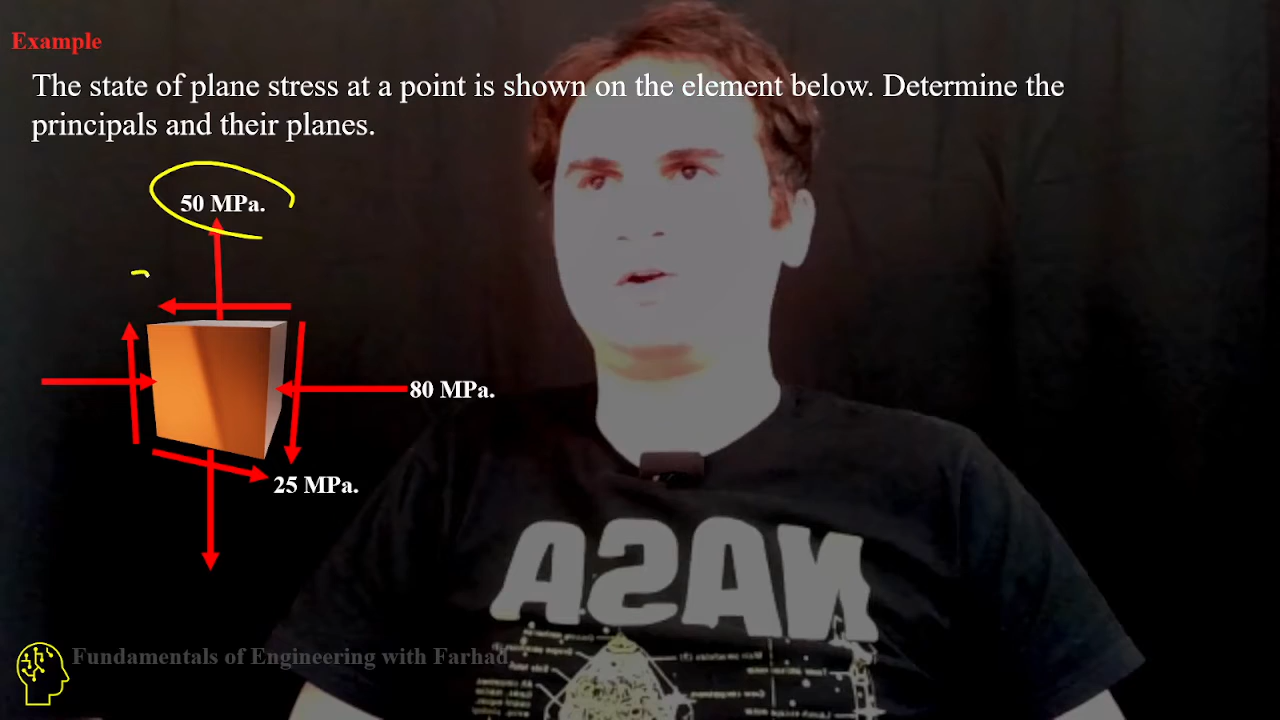 Example
The state of plane stress at a point is shown on the element below. Determine the
principals and their planes.
50 MPa.
80 MPa.
25 MPa.
NASA
Fundamentals of Engineering with Farhad